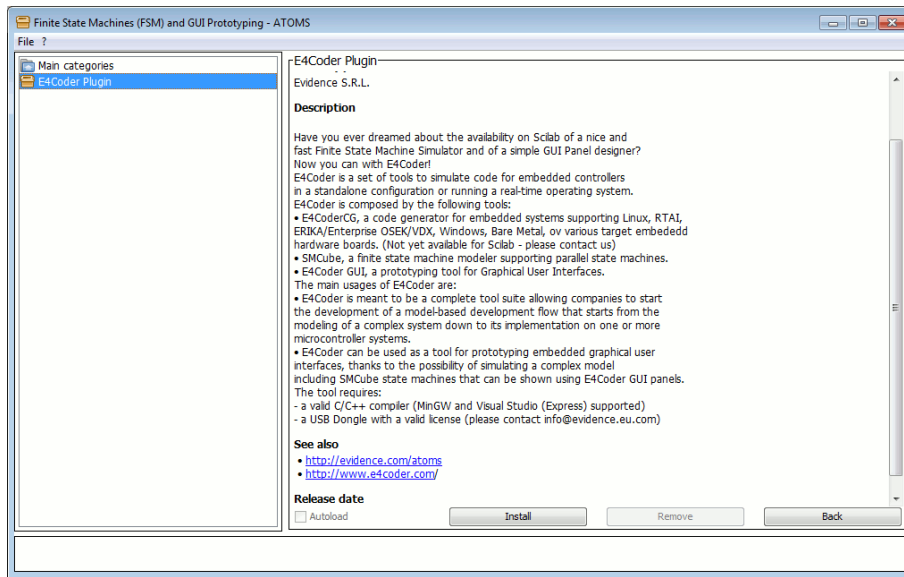 Finite State Machines (FSM) and GUI Prototyping - ATOMS
File ?
Main categories
E4Coder Plugin
E4Coder Plugin
Evidence S.R.L.
Description
Have you ever dreamed about the availability on Scilab of a nice and
fast Finite State Machine Simulator and of a simple GUI Panel designer?
Now you can with E4Coder!
E4Coder is a set of tools to simulate code for embedded controllers
in a standalone configuration or running a real-time operating system.
E4Coder is composed by the following tools:
• E4CoderCG, a code generator for embedded systems supporting Linux, RTAI,
ERIKA/Enterprise OSEK/VDX, Windows, Bare Metal, ov various target embededd
hardware boards. (Not yet available for Scilab - please contact us)
• SMCube, a finite state machine modeler supporting parallel state machines.
• E4Coder GUI, a prototyping tool for Graphical User Interfaces.
The main usages of E4Coder are:
• E4Coder is meant to be a complete tool suite allowing companies to start
the development of a model-based development flow that starts from the
modeling of a complex system down to its implementation on one or more
microcontroller systems.
• E4Coder can be used as a tool for prototyping embedded graphical user
interfaces, thanks to the possibility of simulating a complex model
including SMCube state machines that can be shown using E4Coder GUI panels.
The tool requires:
- a valid C/C++ compiler (MinGW and Visual Studio (Express) supported)
- a USB Dongle with a valid license (please contact info@evidence.eu.com)
See also
• http://evidence.com/atoms
• http://www.e4coder.com/
Release date
Autoload
Install
Remove
Back